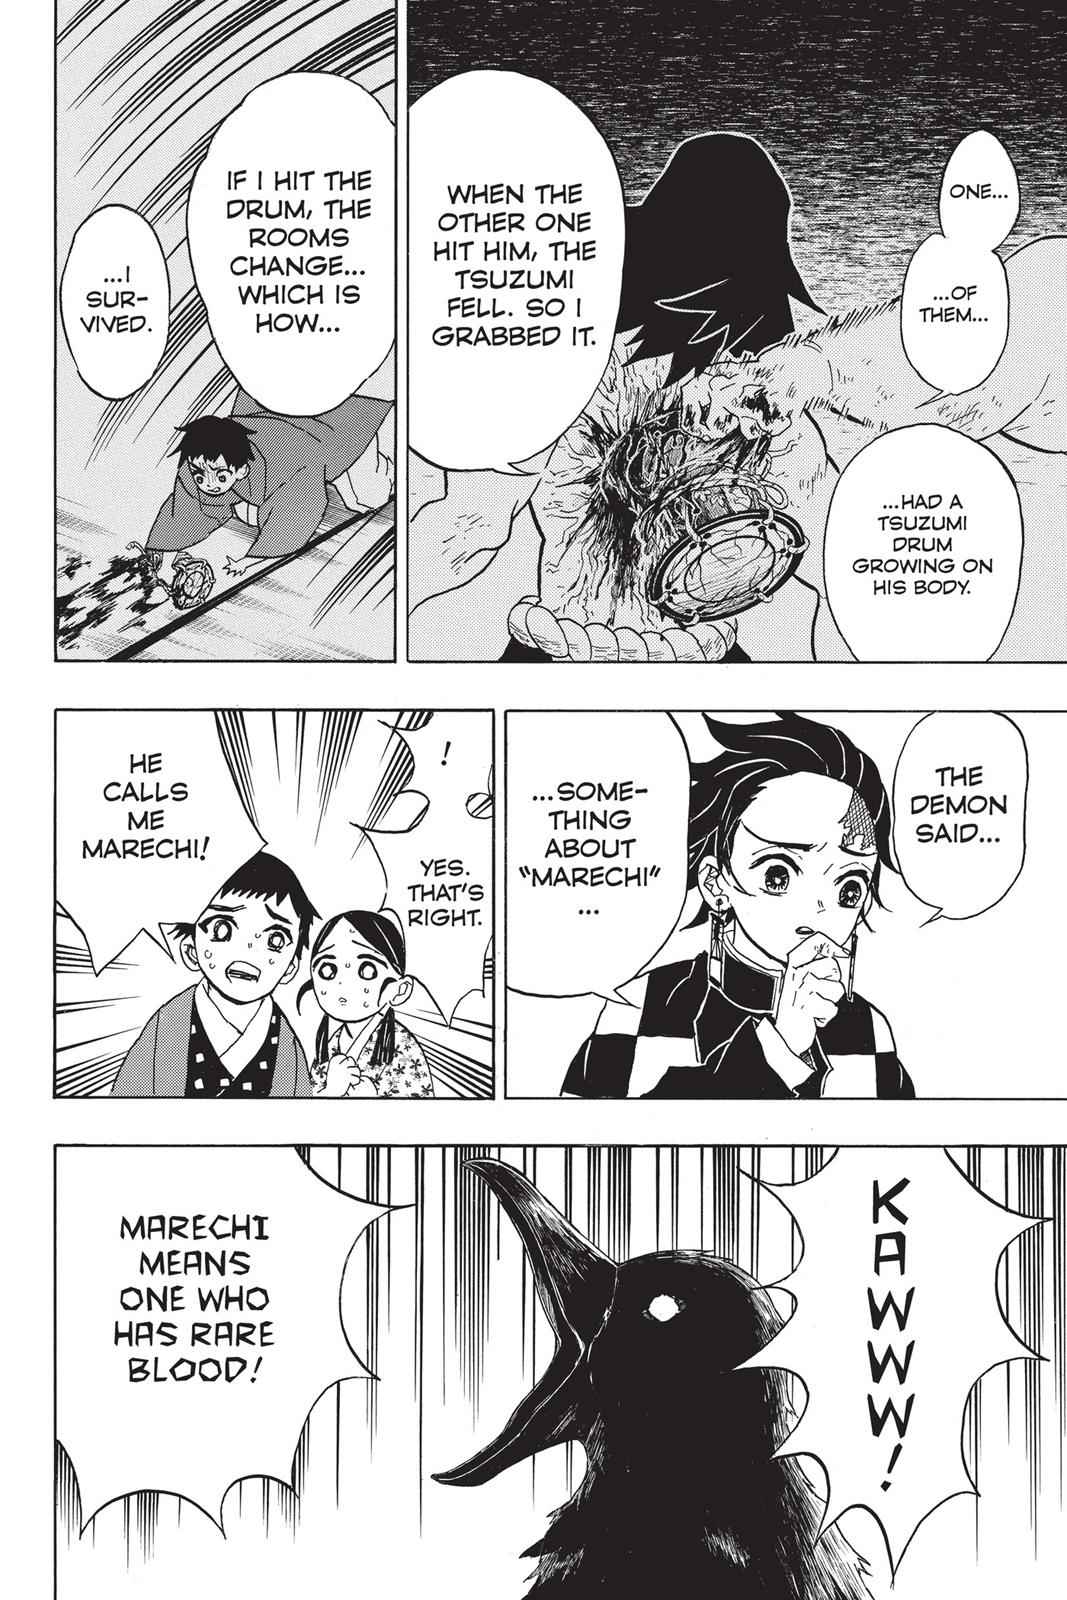 ONE...
...OF
THEM...
...HAD A
TSUZUMI
DRUM
GROWING ON
HIS BODY.
WHEN THE
OTHER ONE
HIT HIM, THE
TSUZUMI
FELL. SO I
GRABBED IT.
IF I HIT THE
DRUM, THE
ROOMS
CHANGE...
WHICH IS
HOW...
...I
SUR-
VIVED.
THE
DEMON
SAID...
...SOME-
THING
ABOUT
"MARECHI"
...
!
YES.
THAT'S
RIGHT.
HE
CALLS
ME
MARECHI!
KAWWW!
MARECHI
MEANS
ONE WHO
HAS RARE
BLOOD!